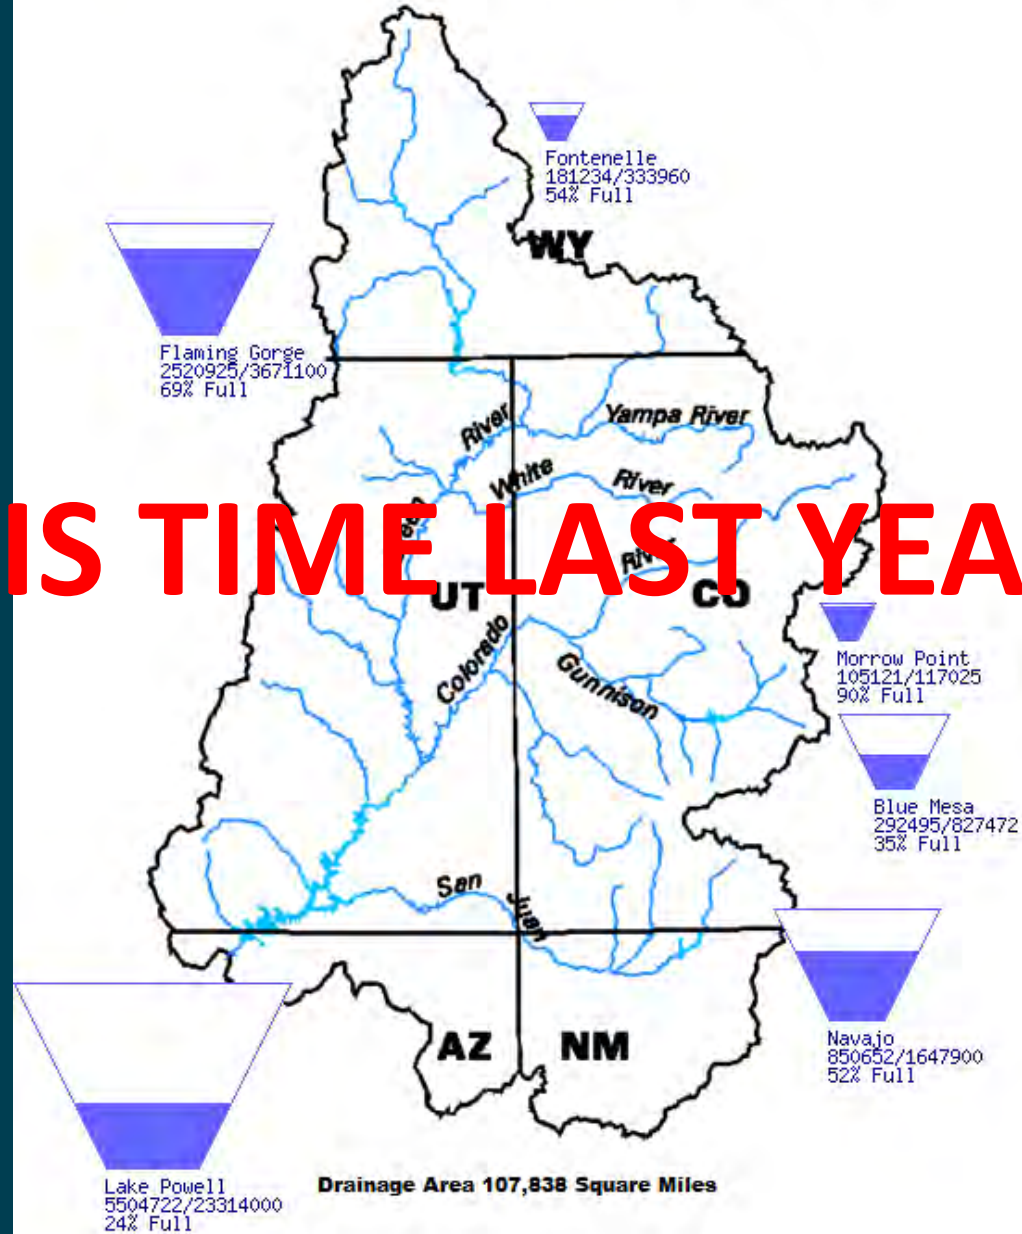 Fontenelle
181234/333960
54% Full
WY
Flaming Gorge
2520925/3671100
69% Full
River
Yampa River
White
River
IS TIME LAST YEA
River
UT
CO
Colorado
Gunnison
Morrow Point
105121/117025
90% Full
Blue Mesa
292495/827472
35% Full
San
Juan
Navajo
850652/1647900
52% Full
AZ
NM
Lake Powell
5504722/23314000
24% Full
Drainage Area 107,838 Square Miles